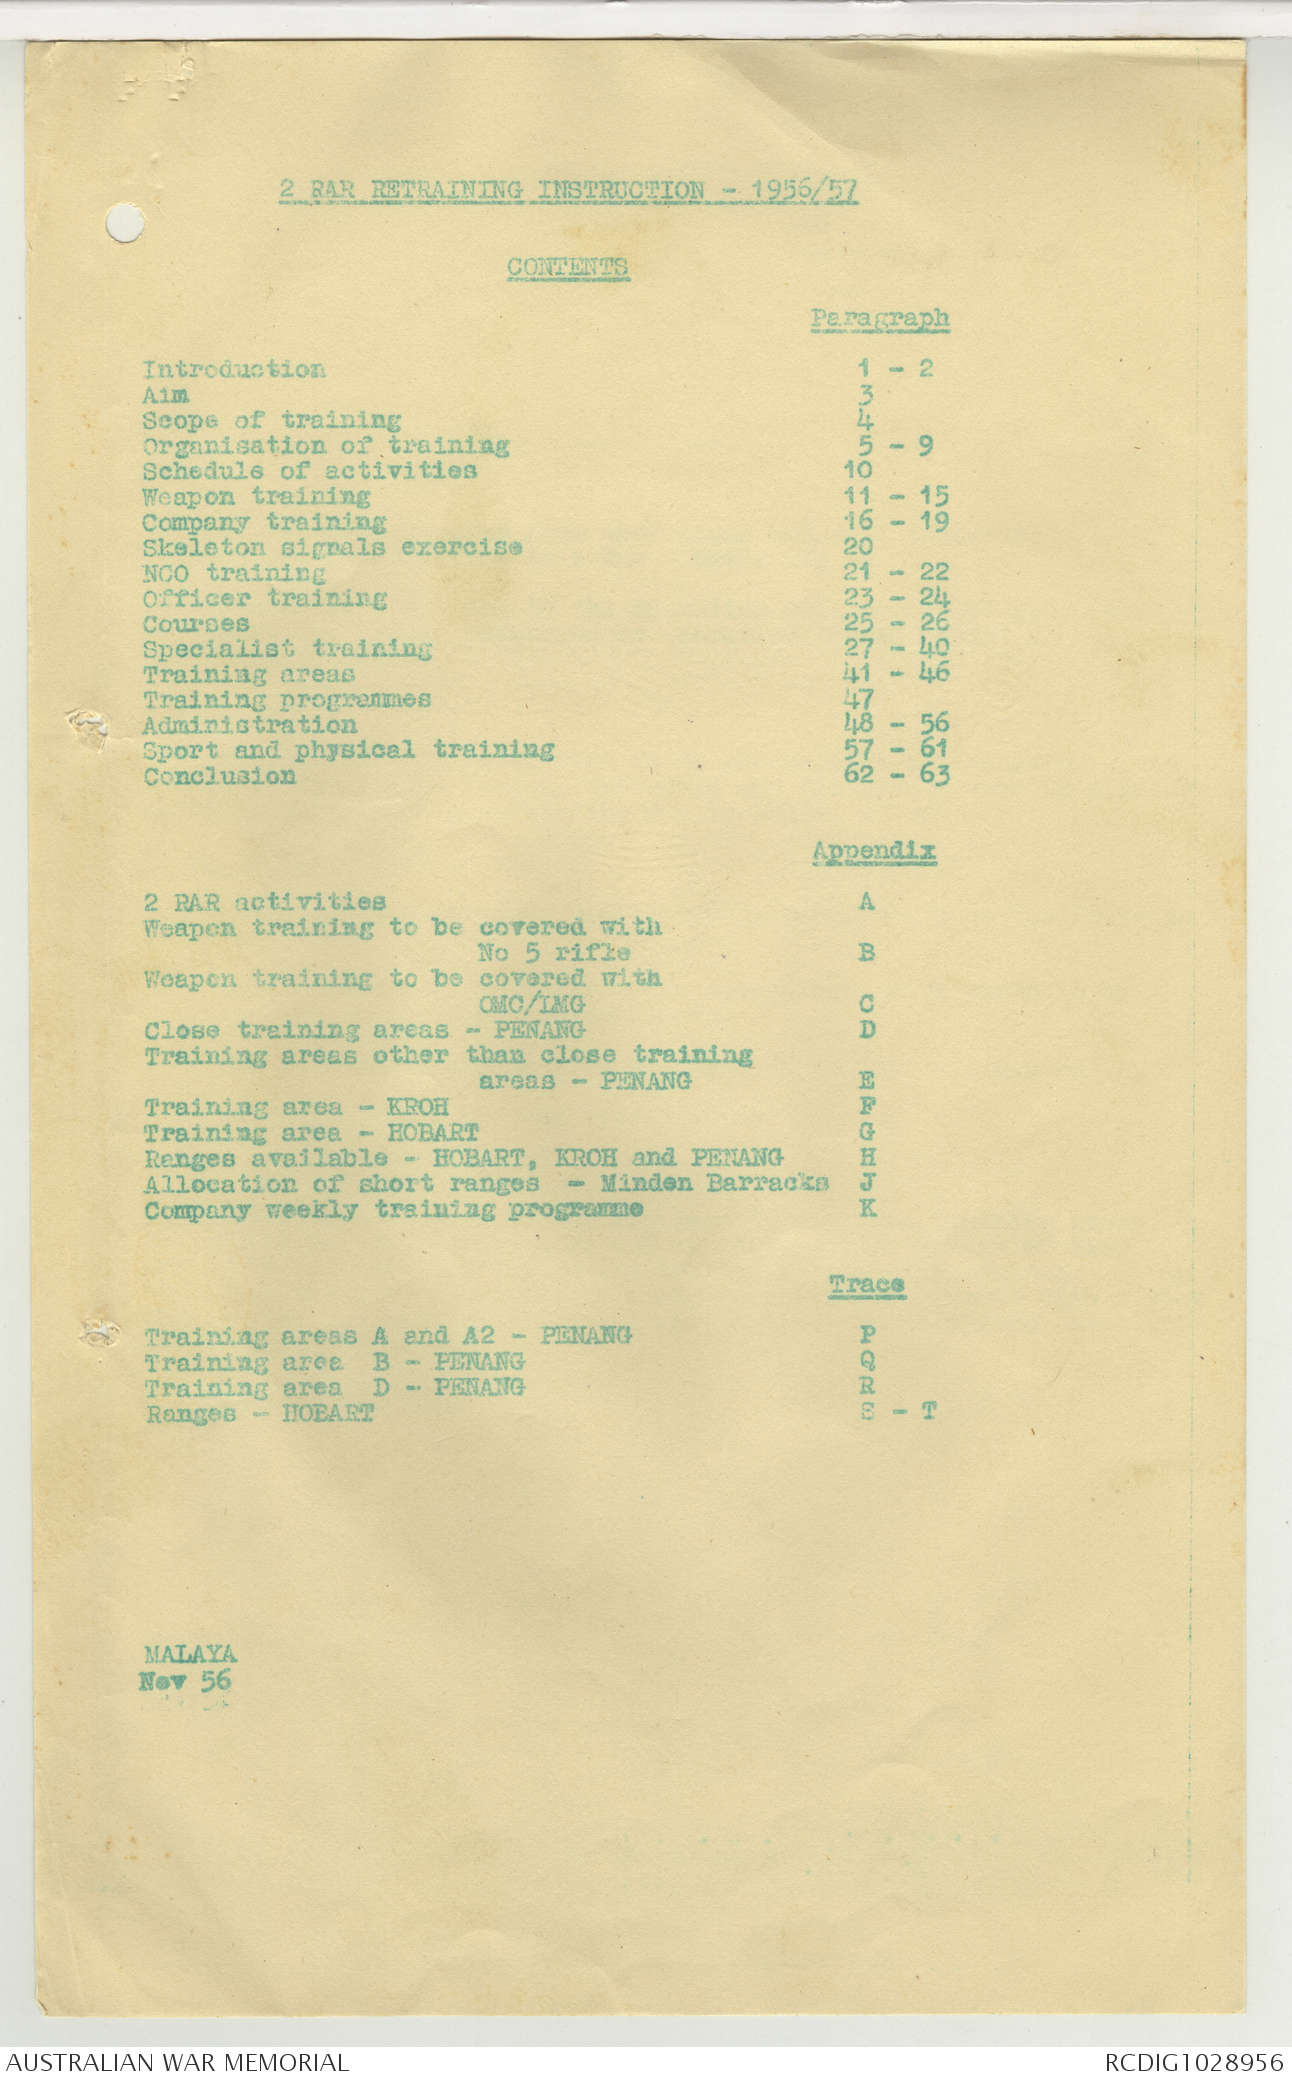 2 RAR RETRAINING INSTRUCTION - 1956/57
CONTENTS
Paragraph
Introduction 1 - 2
Aim 3
Scope of training 4
Organisation of training 5 - 9
Schedule of activities 10
Weapon training 11 - 15
Company training 16 - 19
Skeleton signals exercise 20
NCO training 21 - 22
Officer training 23 - 24
Courses 25 - 26
Specialist training 27 - 40
Training areas 41 - 46
Training programmes 47
Administration 48 - 56
Sport and physical training 57 - 61
Conclusion 62 - 63
Appendix
2 RAR activities A
Weapon training to be covered with
No 5 rifle B
Weapon training to be covered with
OMC/LMG C
Close training areas - PENANG D
Training areas other than close training
areas - PENANG E
Training area - KROH F
Training area - HOBART G
Ranges available - HOBART, KROH and PENANG H
Allocation of short ranges - Minden Barracks J
Company weekly training programme K
Trace
Training areas A and A2 - PENANG P
Training area B - PENANG Q
Training area D - PENANG R
Ranges - HOBART S - T
MALAYA
Nov 56
AUSTRALIAN WAR MEMORIAL RCDIG1028956